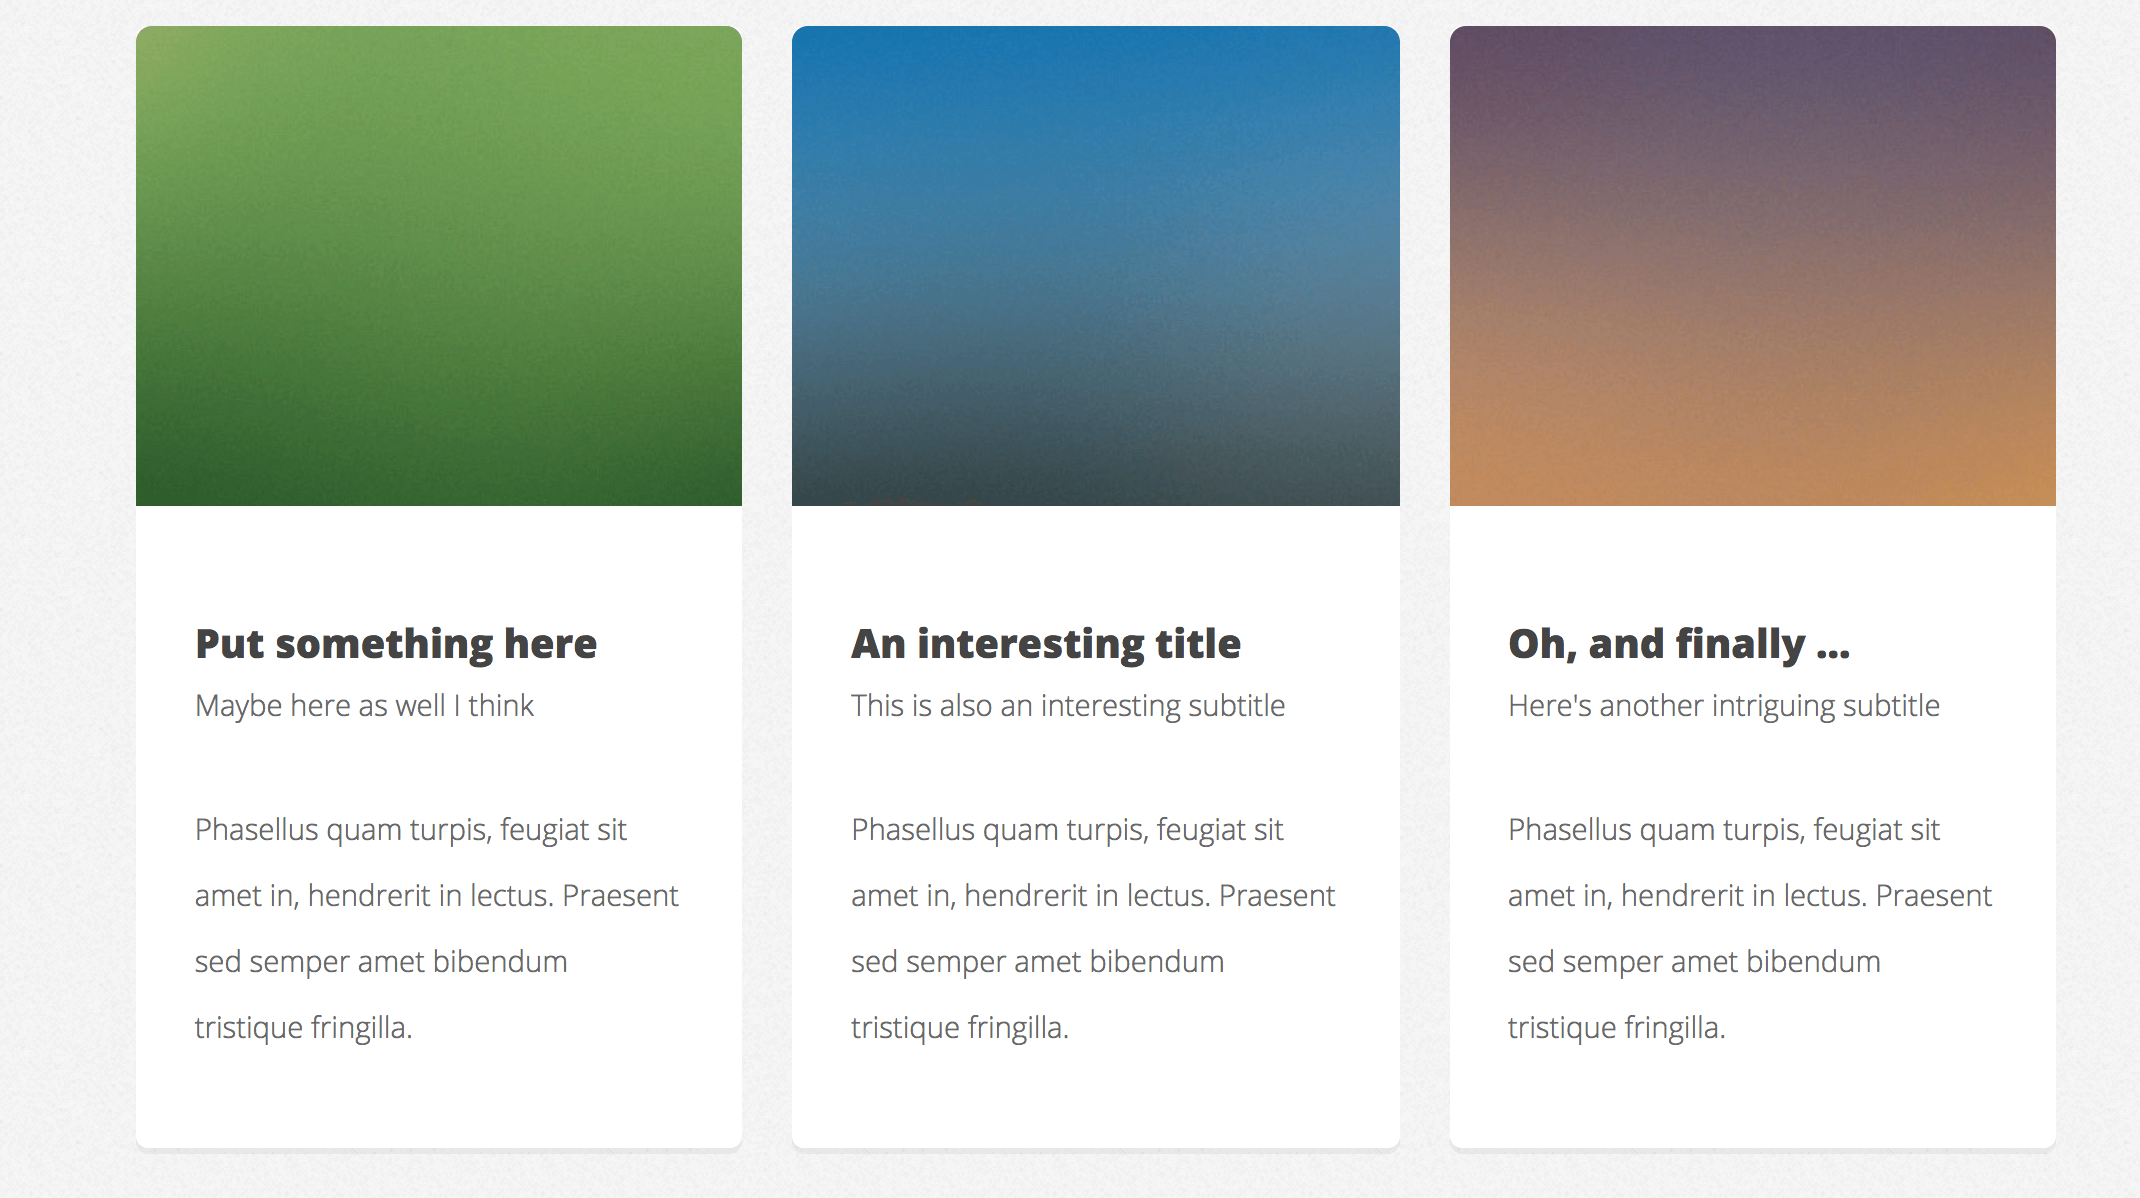 Put something here
Maybe here as well I think
Phasellus quam turpis, feugiat sit
amet in, hendrerit in lectus. Praesent
sed semper amet bibendum
tristique fringilla.
An interesting title
This is also an interesting subtitle
Phasellus quam turpis, feugiat sit
amet in, hendrerit in lectus. Praesent
sed semper amet bibendum
tristique fringilla.
Oh, and finally ...
Here's another intriguing subtitle
Phasellus quam turpis, feugiat sit
amet in, hendrerit in lectus. Praesent
sed semper amet bibendum
tristique fringilla.